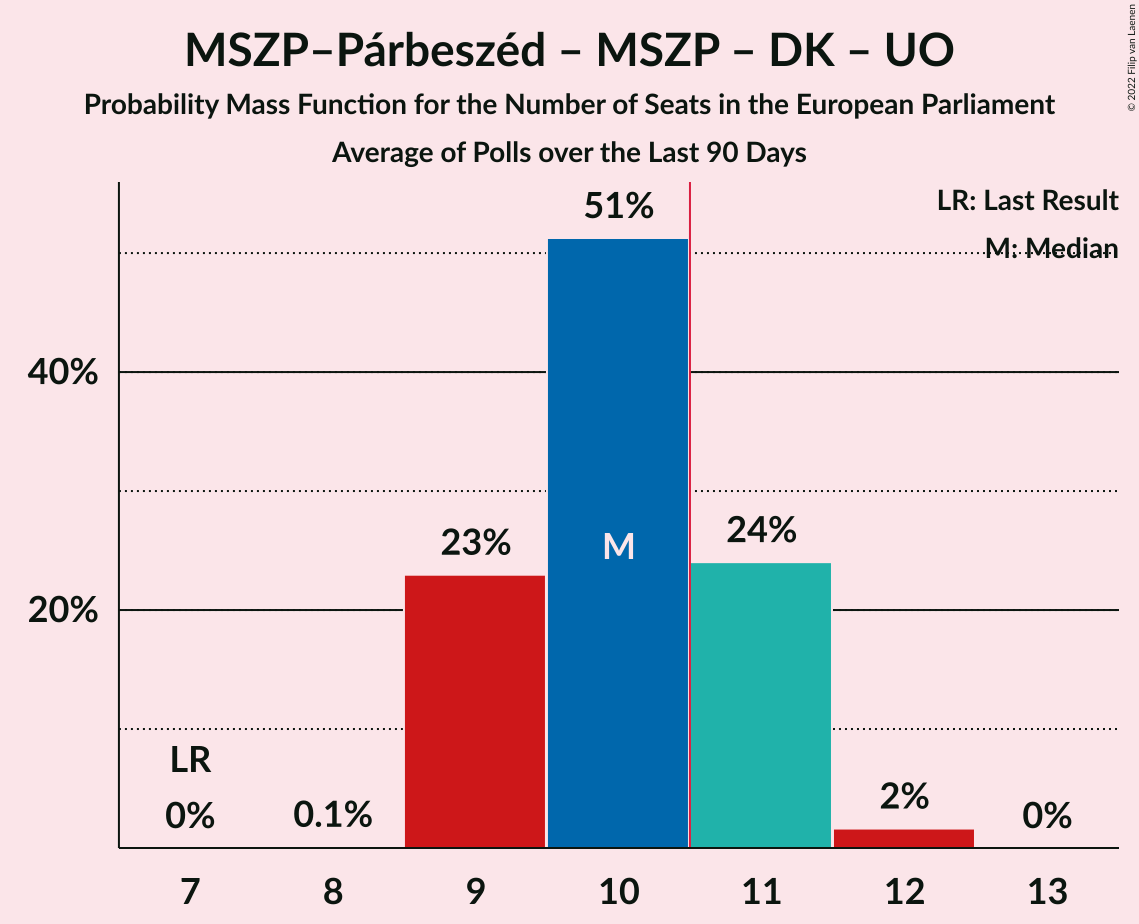 MSZP–Párbeszéd – MSZP – DK – UO
Probability Mass Function for the Number of Seats in the European Parliament
Average of Polls over the Last 90 Days
© 2022 Filip van Laenen
LR: Last Result
M: Median
51%
40%
23%
M
24%
20%
LR
0%
0.1%
2%
0%
7
8
9
10
11
12
13